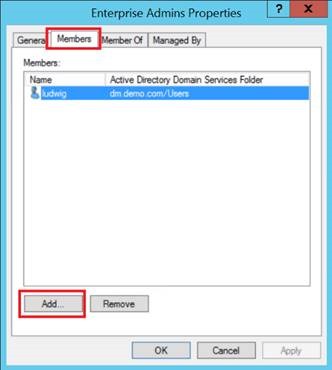 Enterprise Admins Properties
?
X
General Members Member Of Managed By
Members:
Name Active Directory Domain Services Folder
ludwig dm.demo.com/Users
Add... Remove
OK Cancel Apply